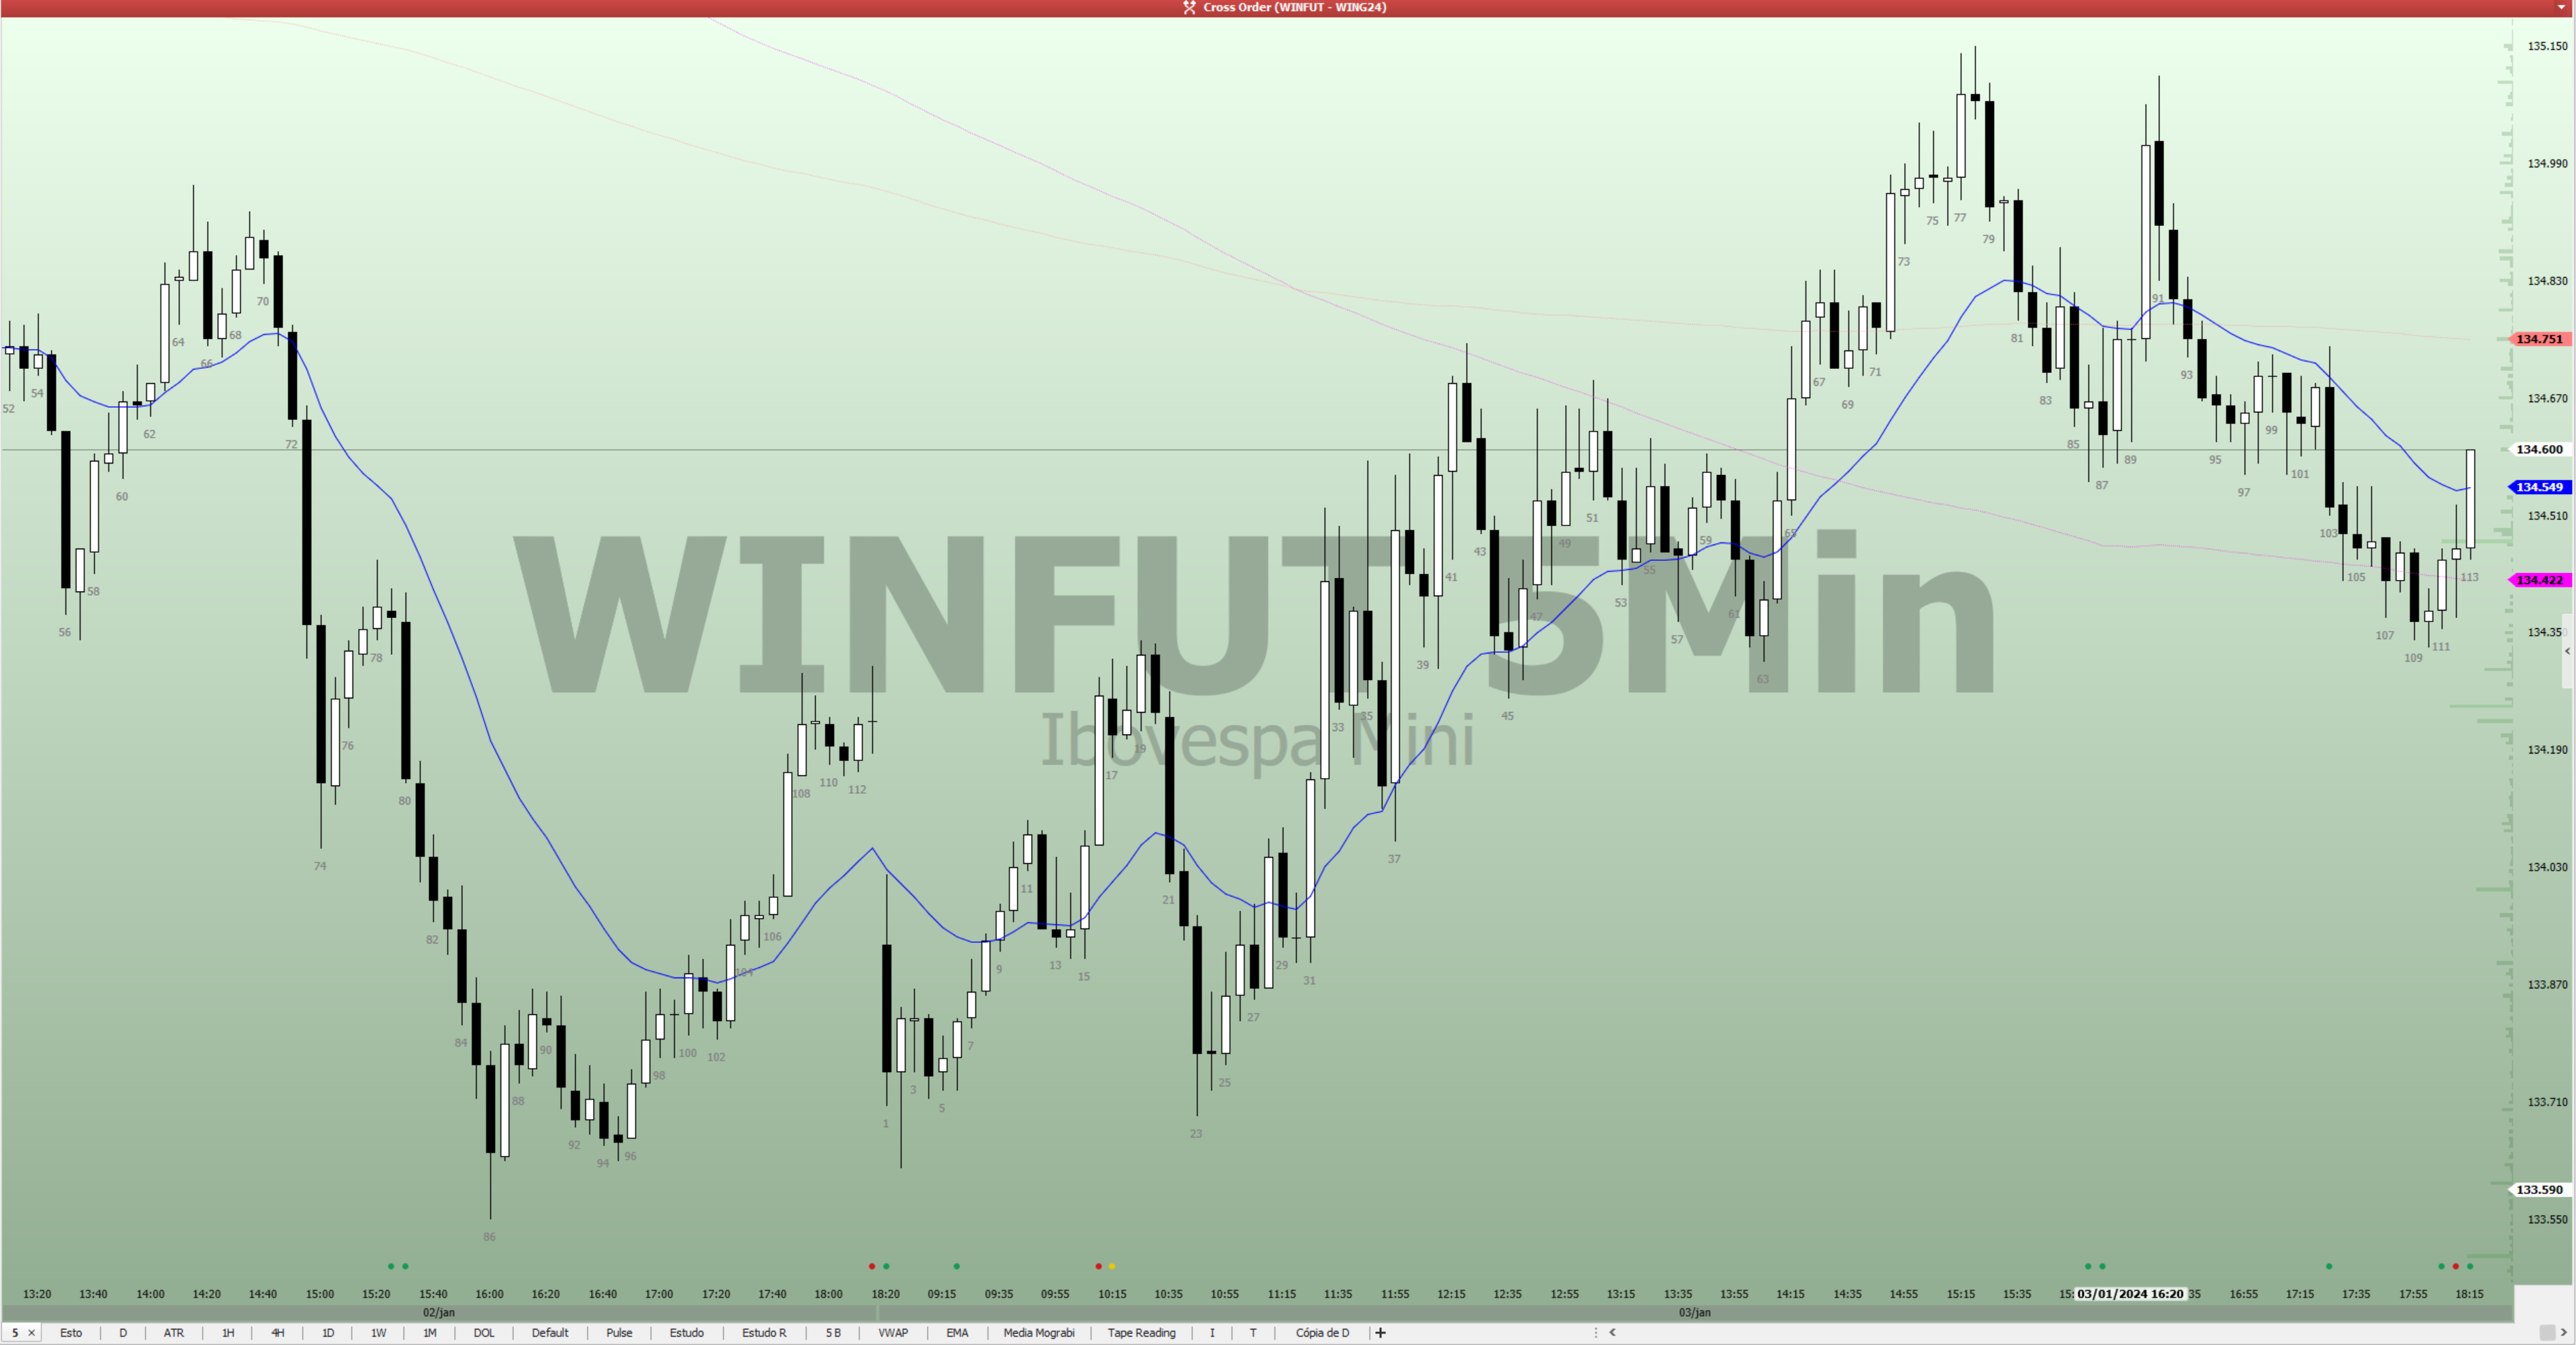 Cross Order (WINFUT - WING24)
WINFUT 5Min
Ibovespa Mini
135.150
134.990
134.830
134.751
134.670
134.600
134.549
134.510
134.422
134.350
134.190
134.030
133.870
133.710
133.590
133.550
52 54 56 58 60 62 64 66 68 70 72 74 76 78 80 82 84 86 88 90 92 94 96 98 100 102 104 106 108 110 112
1 3 5 7 9 11 13 15 17 19 21 23 25 27 29 31 33 35 37 39 41 43 45 47 49 51 53 55 57 59 61 63 65 67 69 71 73 75 77 79 81 83 85 87 89 91 93 95 97 99 101 103 105 107 109 111 113
13:20 13:40 14:00 14:20 14:40 15:00 15:20 15:40 16:00 16:20 16:40 17:00 17:20 17:40 18:00 18:20 09:15 09:35 09:55 10:15 10:35 10:55 11:15 11:35 11:55 12:15 12:35 12:55 13:15 13:35 13:55 14:15 14:35 14:55 15:15 15:35 03/01/2024 16:20 35 16:55 17:15 17:35 17:55 18:15
02/jan 03/jan
5 × Esto D ATR 1H 4H 1D 1W 1M DOL Default Pulse Estudo Estudo R 5 B VWAP EMA Media Mograbi Tape Reading I T Cópia de D +